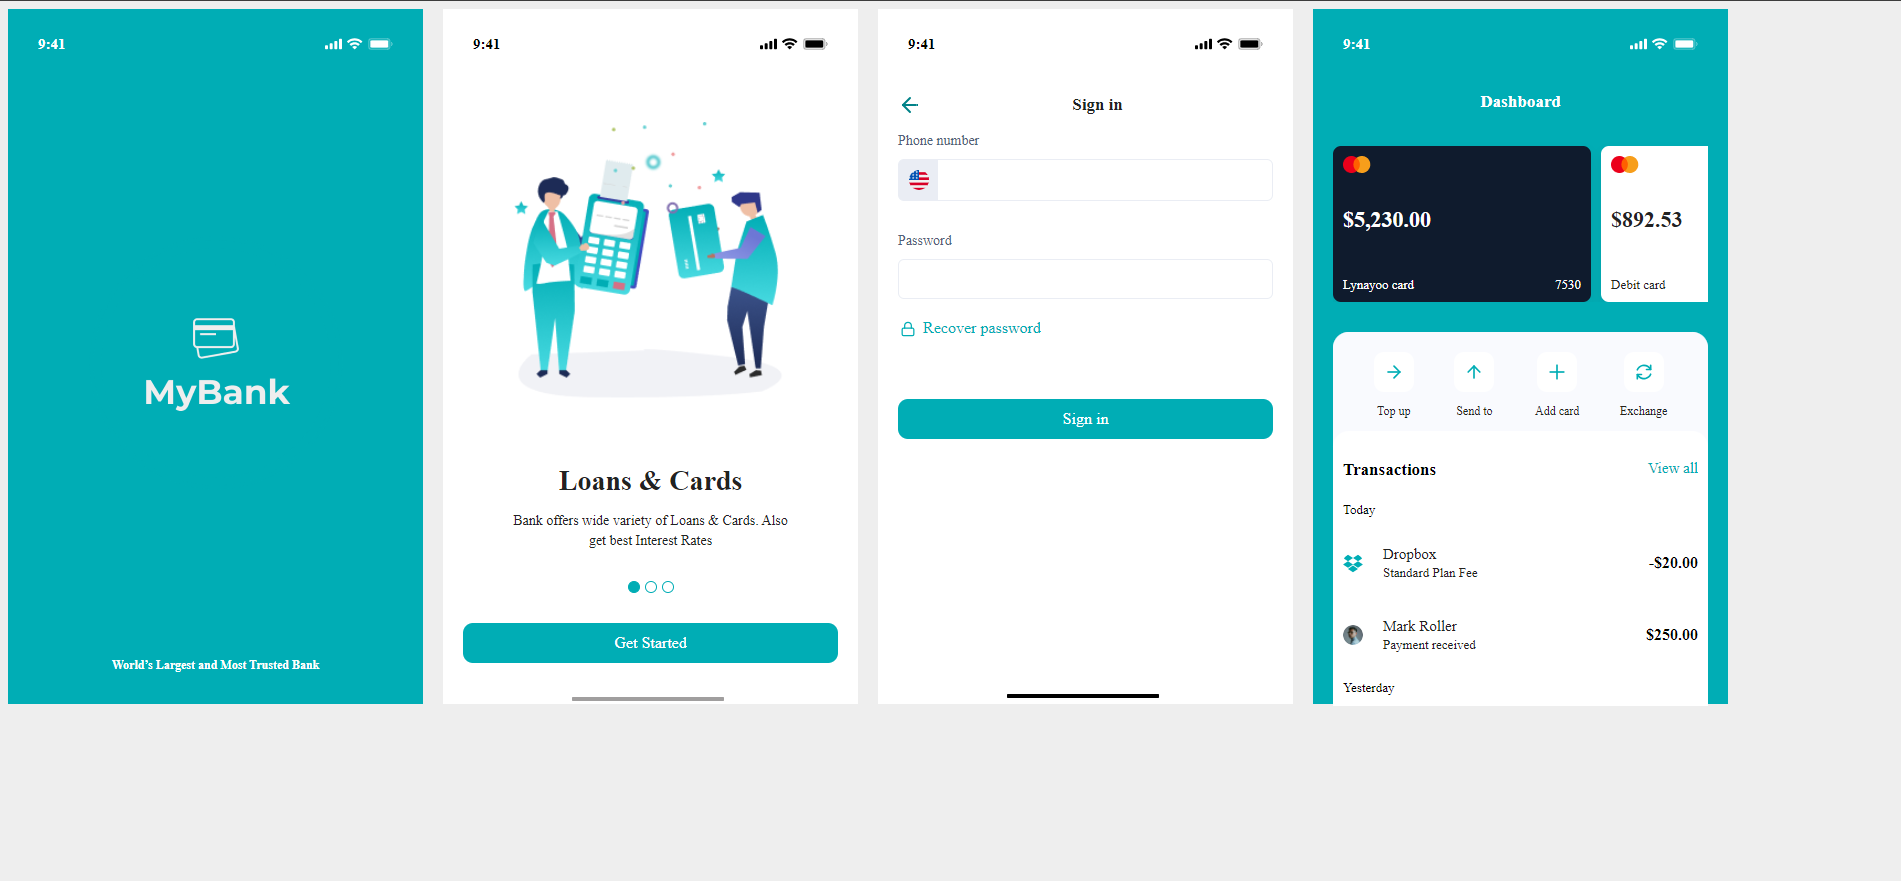 9:41
MyBank
World's Largest and Most Trusted Bank
9:41
Loans & Cards
Bank offers wide variety of Loans & Cards. Also
get best Interest Rates
Get Started
9:41
Sign in
Phone number
Password
Recover password
Sign in
9:41
Dashboard
$5,230.00
Lynayoo card
7530
$892.53
Debit card
Top up
Send to
Add card
Exchange
Transactions
View all
Today
Dropbox
Standard Plan Fee
-$20.00
Mark Roller
Payment received
$250.00
Yesterday